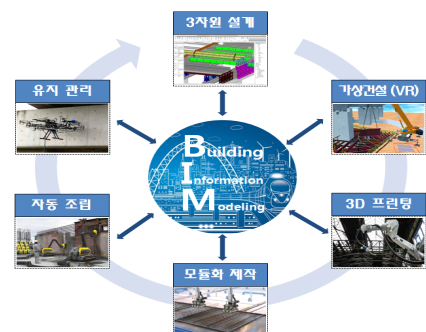 3차원 설계
유지 관리
가상건설 (VR)
Building
Information
Modeling
자동 조립
3D 프린팅
모듈화 제작